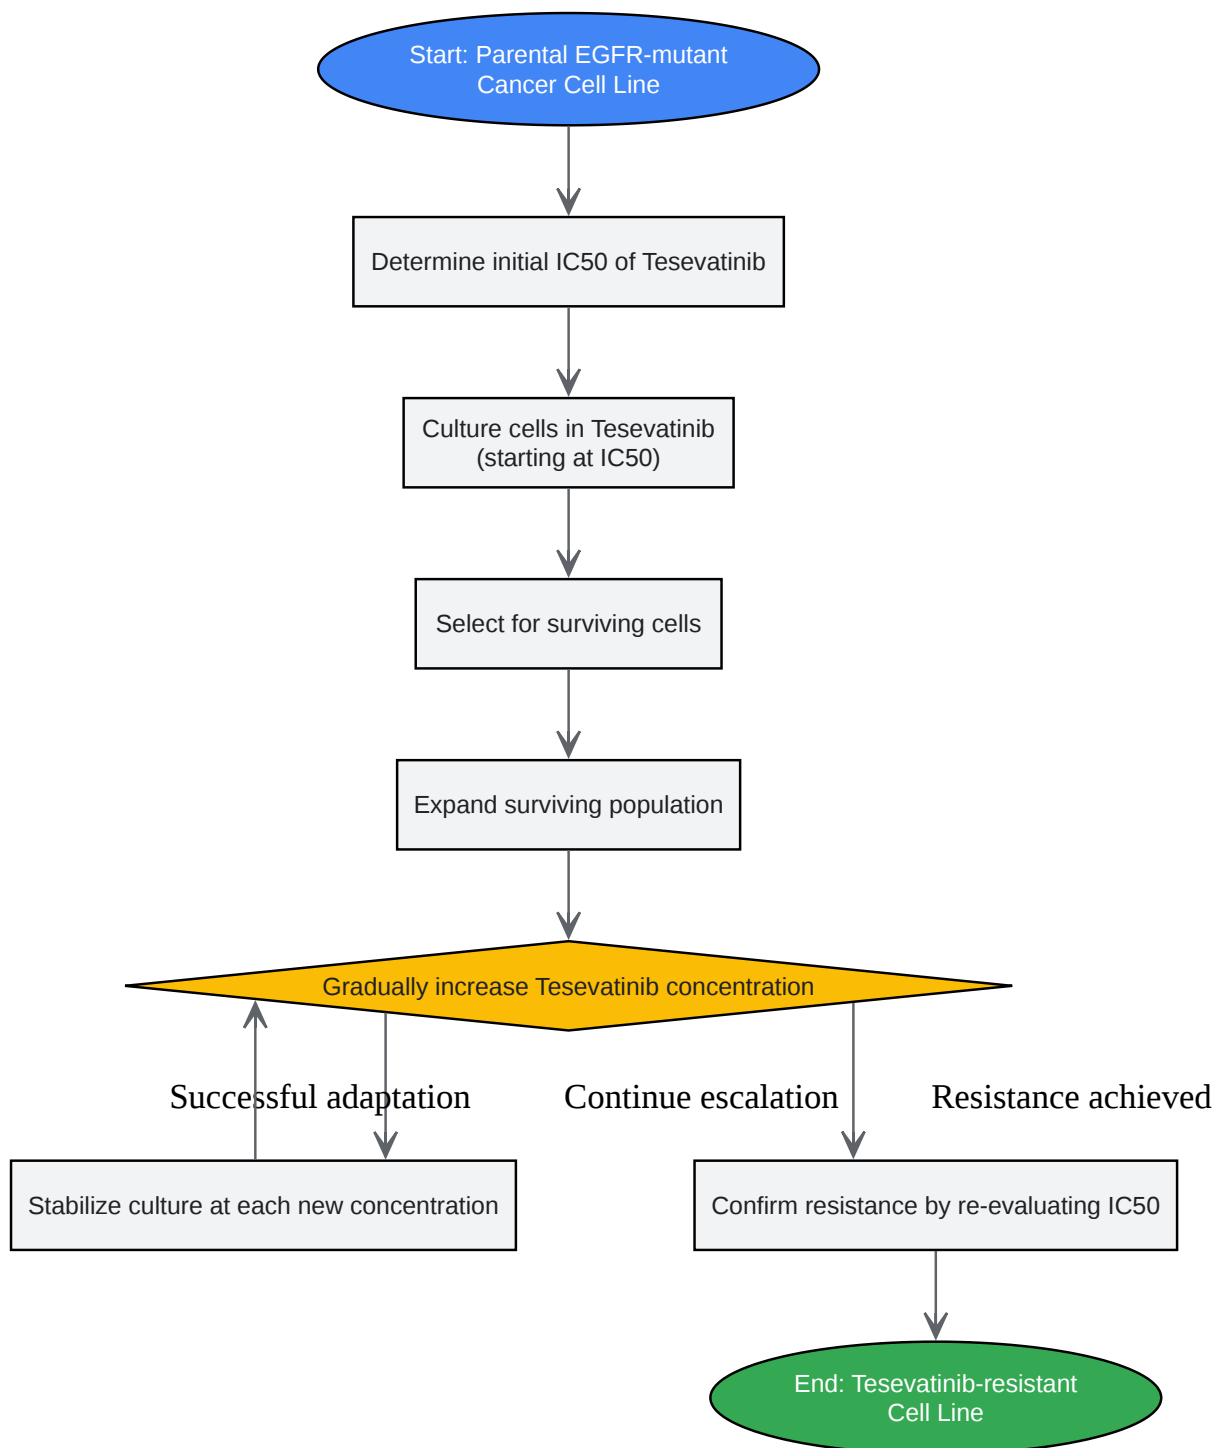 Start: Parental EGFR-mutant
Cancer Cell Line
Determine initial IC50 of Tesevatinib
Culture cells in Tesevatinib
(starting at IC50)
Select for surviving cells
Expand surviving population
Gradually increase Tesevatinib concentration
Successful adaptation
Continue escalation
Resistance achieved
Stabilize culture at each new concentration
Confirm resistance by re-evaluating IC50
End: Tesevatinib-resistant
Cell Line